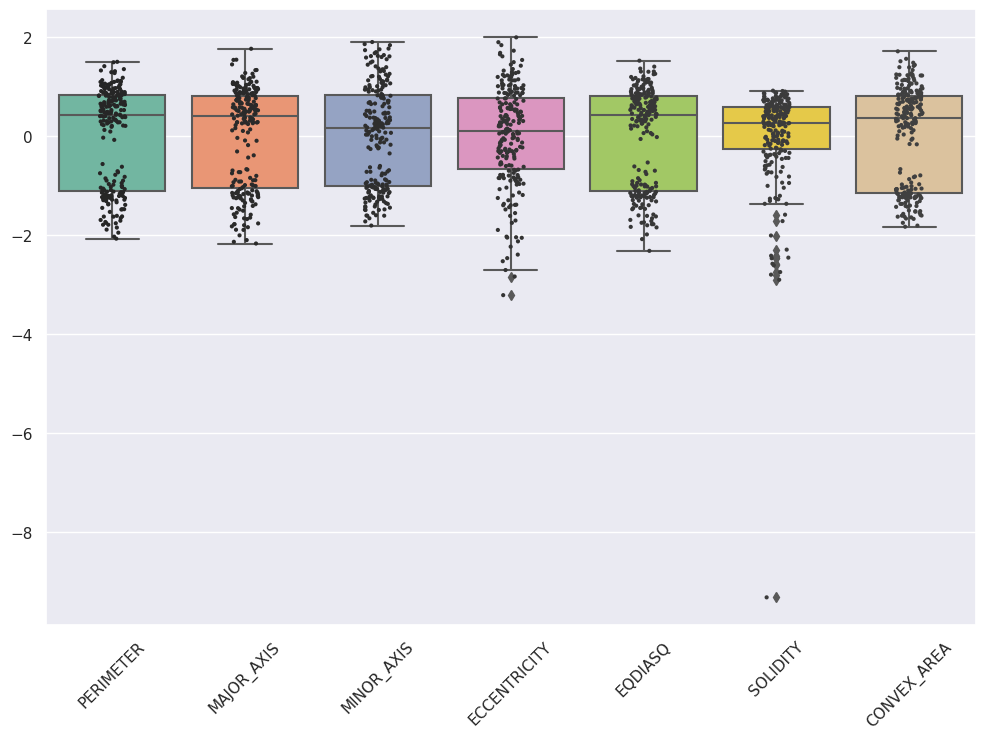 2
0
−2
−4
−6
−8
PERIMETER
MAJOR_AXIS
MINOR_AXIS
ECCENTRICITY
EQDIASQ
SOLIDITY
CONVEX_AREA